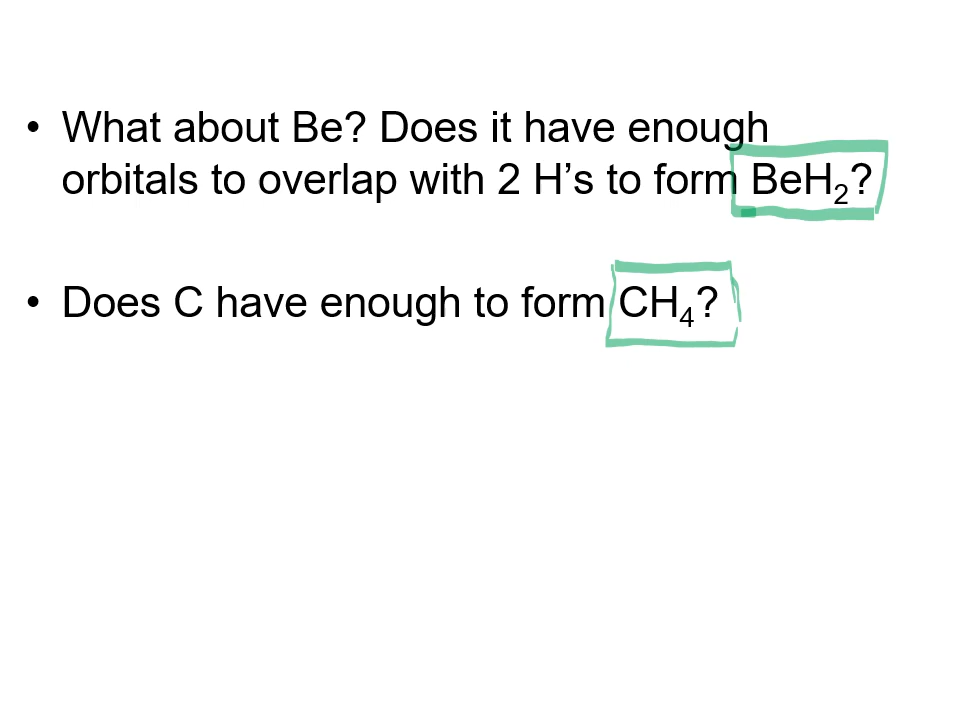 • What about Be? Does it have enough
orbitals to overlap with 2 H’s to form BeH₂?
• Does C have enough to form CH₄?